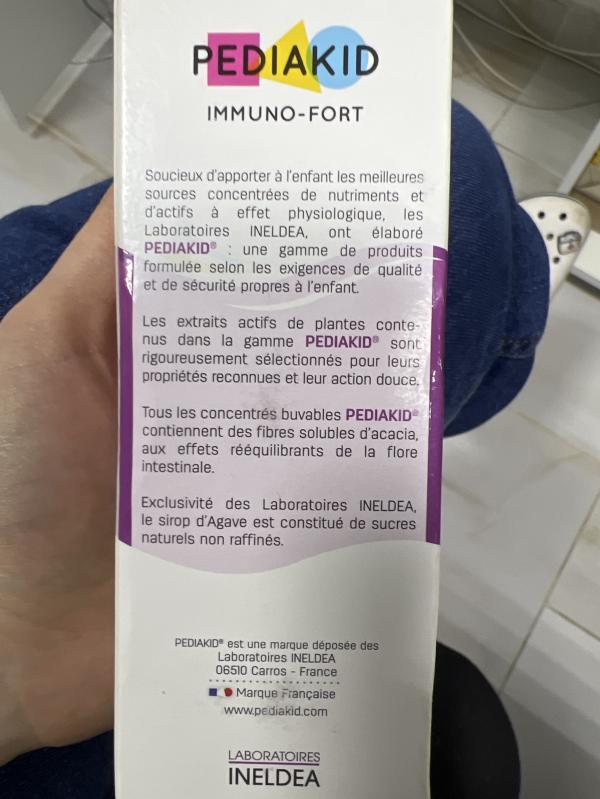 PEDIAKID
IMMUNO-FORT
Soucieux d'apporter à l'enfant les meilleures
sources concentrées de nutriments et
d'actifs à effet physiologique, les
Laboratoires INELDEA, ont élaboré
PEDIAKID® : une gamme de produits
formulée selon les exigences de qualité
et de sécurité propres à l'enfant.
Les extraits actifs de plantes conte-
nus dans la gamme PEDIAKID® sont
rigoureusement sélectionnés pour leurs
propriétés reconnues et leur action douce.
Tous les concentrés buvables PEDIAKID®
contiennent des fibres solubles d'acacia,
aux effets rééquilibrants de la flore
intestinale.
Exclusivité des Laboratoires INELDEA,
le sirop d'Agave est constitué de sucres
naturels non raffinés.
PEDIAKID® est une marque déposée des
Laboratoires INELDEA
06510 Carros - France
Marque Française
www.pediakid.com
LABORATOIRES
INELDEA